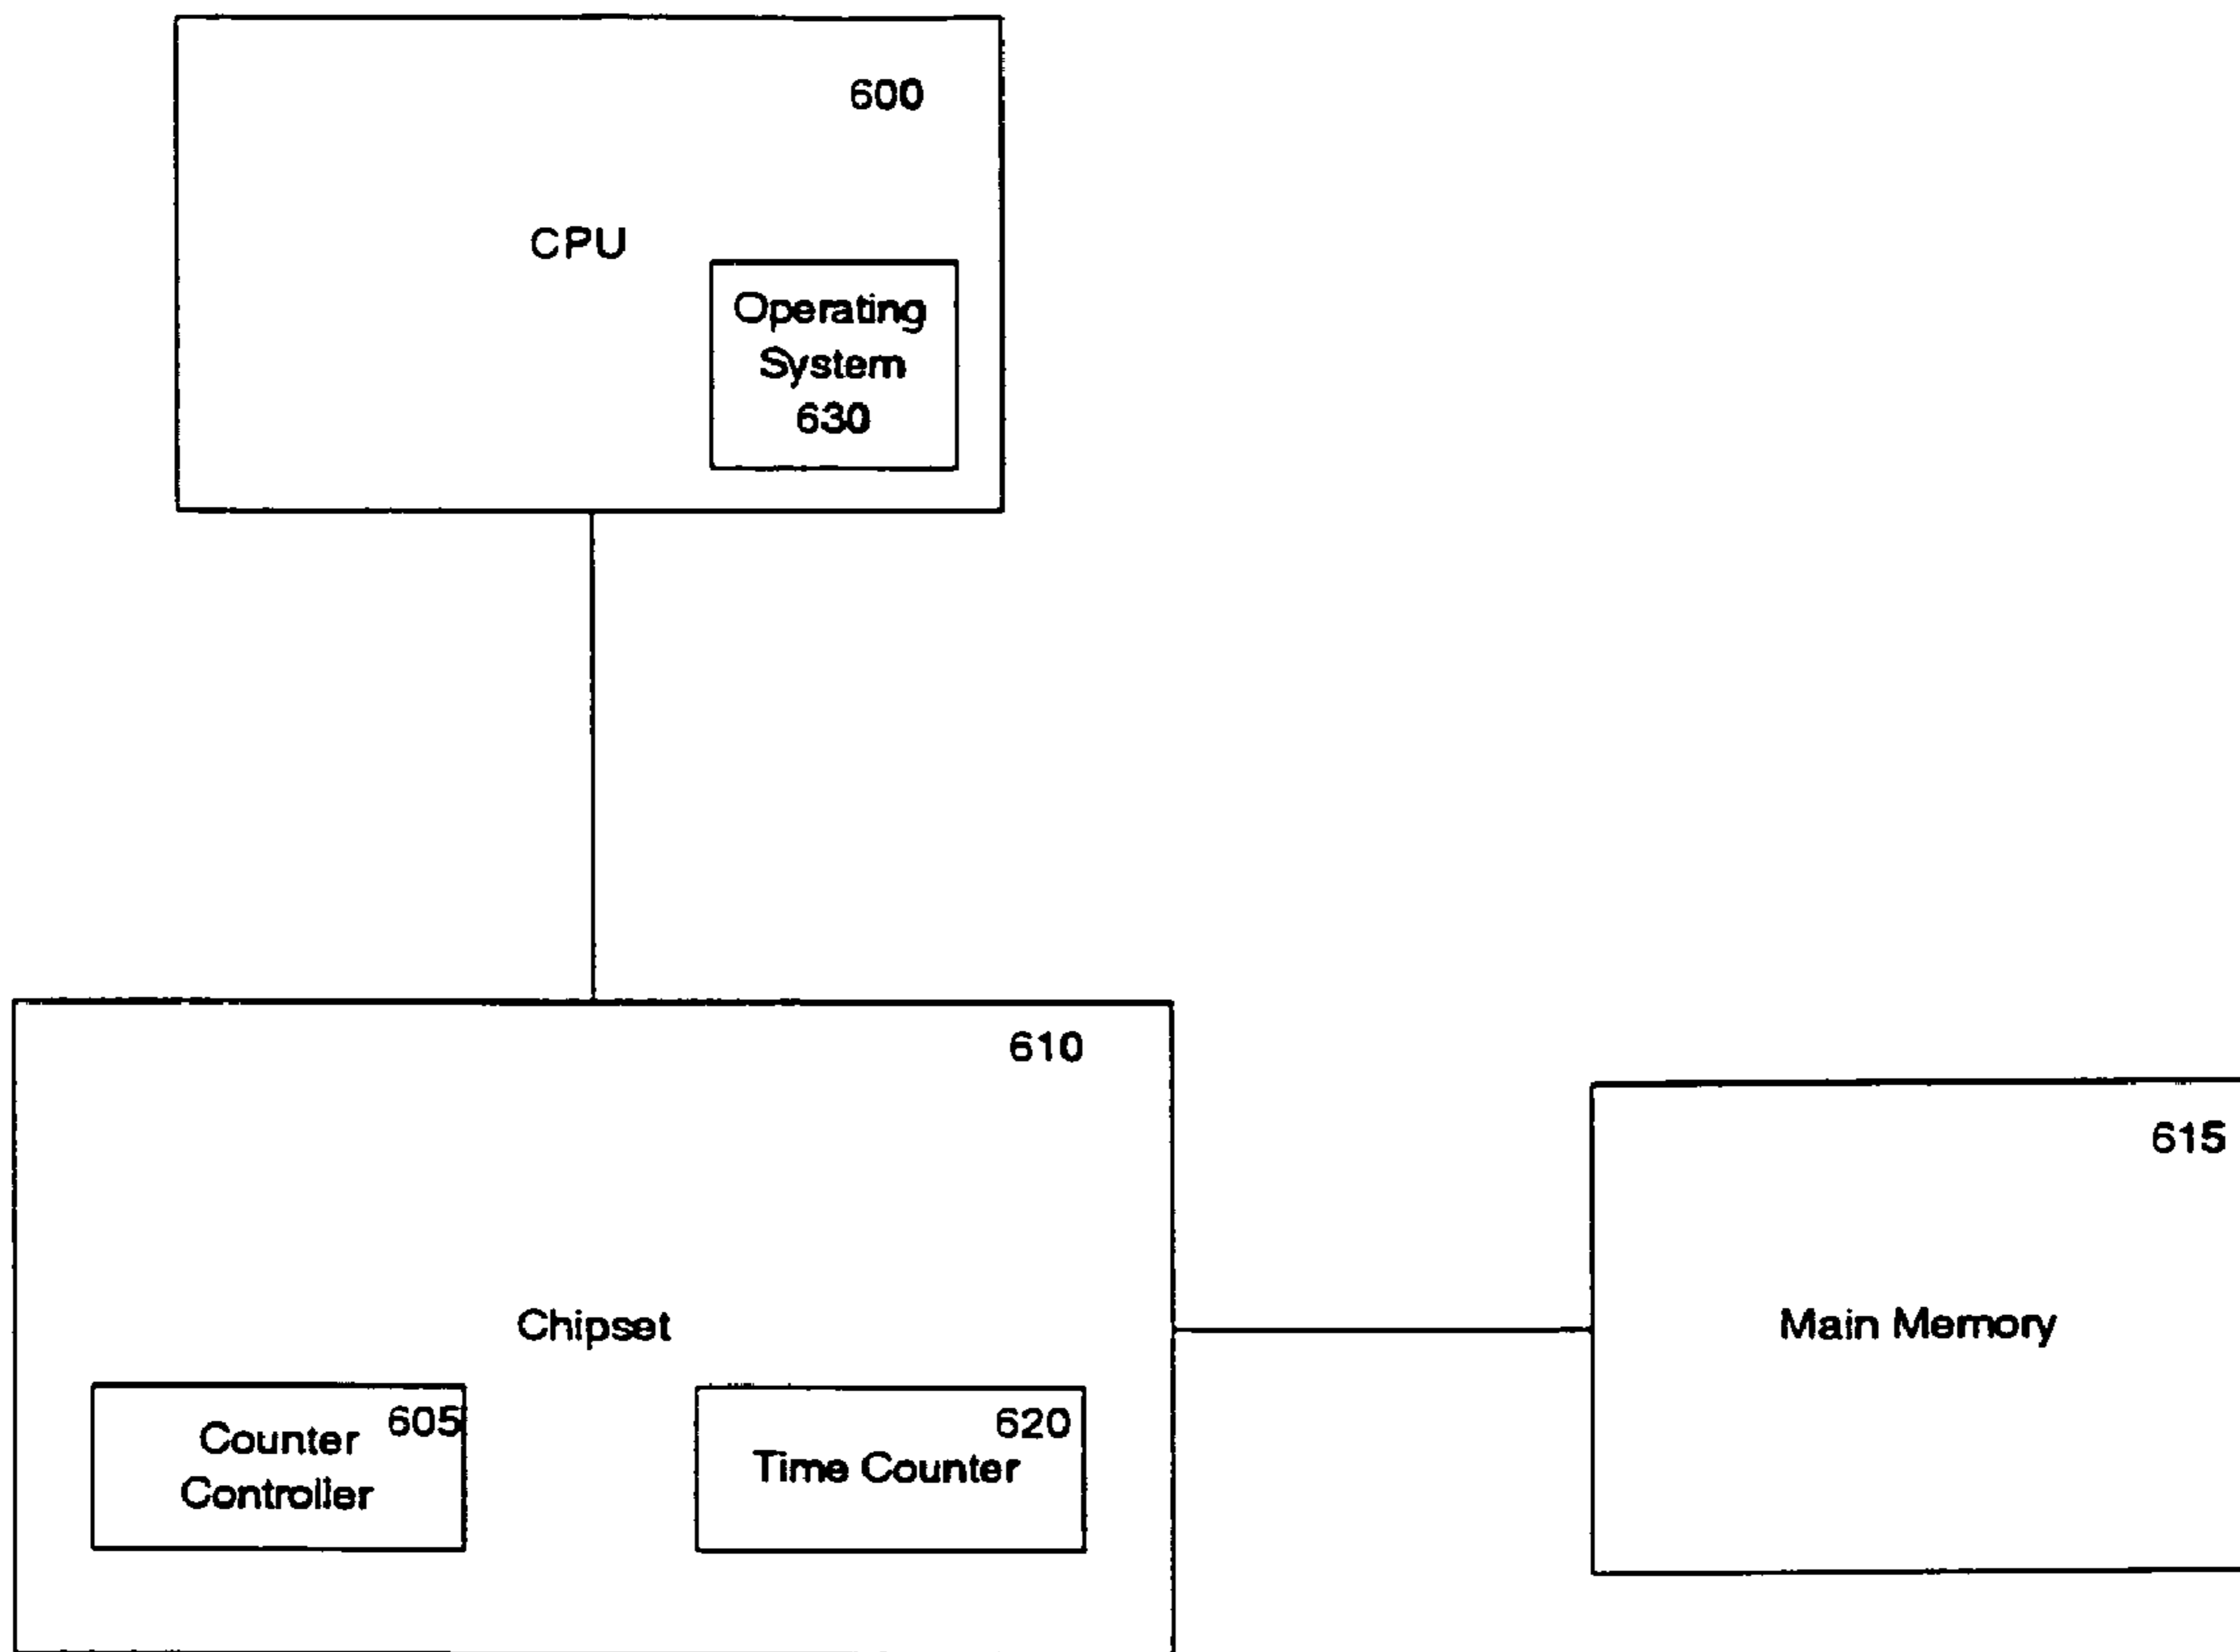 600
CPU
Operating
System
630
610
615
Chipset
Main Memory
605
Counter
Controller
620
Time Counter